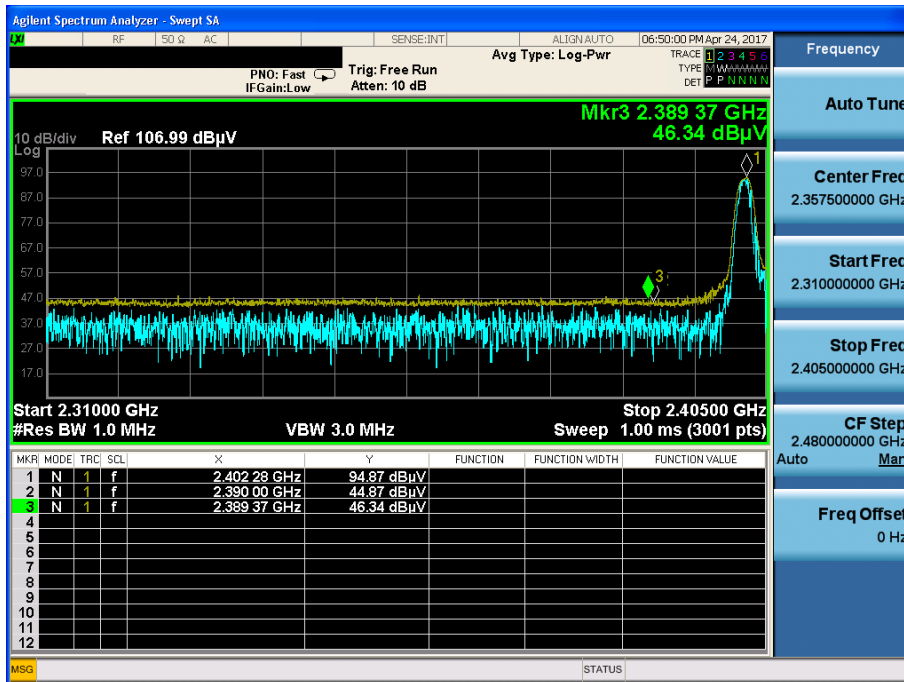 Agilent Spectrum Analyzer - Swept SA
LXI RF 50 Ω AC SENSE:INT ALIGN AUTO 06:50:00 PM Apr 24, 2017
PNO: Fast
IFGain:Low
Trig: Free Run
Atten: 10 dB
Avg Type: Log-Pwr
TRACE 1 2 3 4 5 6
TYPE M W W W W W
DET P P N N N N
Mkr3 2.389 37 GHz
46.34 dBµV
10 dB/div Ref 106.99 dBµV
Log
97.0
87.0
77.0
67.0
57.0
47.0
37.0
27.0
17.0
1
3
Start 2.31000 GHz Stop 2.40500 GHz
#Res BW 1.0 MHz VBW 3.0 MHz Sweep 1.00 ms (3001 pts)
MKR MODE TRC SCL X Y FUNCTION FUNCTION WIDTH FUNCTION VALUE
1 N 1 f 2.402 28 GHz 94.87 dBµV
2 N 1 f 2.390 00 GHz 44.87 dBµV
3 N 1 f 2.389 37 GHz 46.34 dBµV
4
5
6
7
8
9
10
11
12
MSG STATUS
Frequency
Auto Tune
Center Freq
2.357500000 GHz
Start Freq
2.310000000 GHz
Stop Freq
2.405000000 GHz
CF Step
2.480000000 GHz
Auto Man
Freq Offset
0 Hz